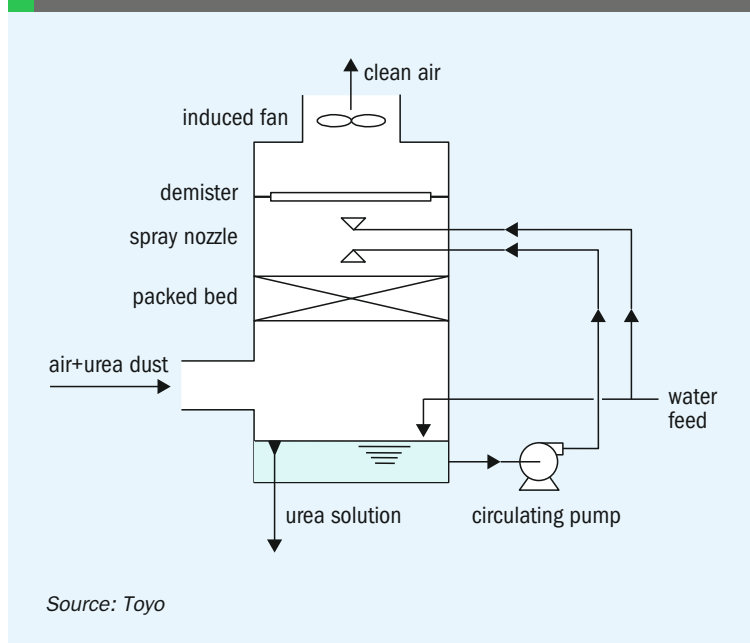 clean air
induced fan
demister
spray nozzle
packed bed
air+urea dust
water
feed
urea solution
circulating pump
Source: Toyo